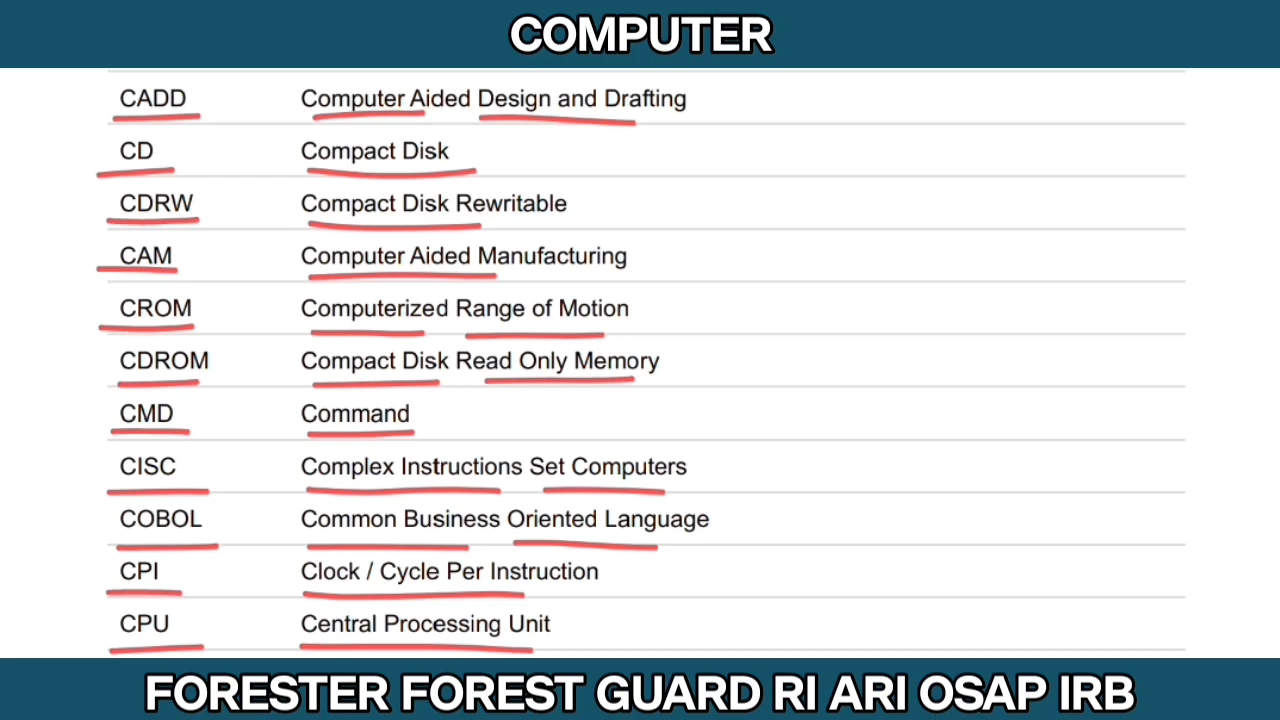 COMPUTER
CADD Computer Aided Design and Drafting
CD Compact Disk
CDRW Compact Disk Rewritable
CAM Computer Aided Manufacturing
CROM Computerized Range of Motion
CDROM Compact Disk Read Only Memory
CMD Command
CISC Complex Instructions Set Computers
COBOL Common Business Oriented Language
CPI Clock / Cycle Per Instruction
CPU Central Processing Unit
FORESTER FOREST GUARD RI ARI OSAP IRB